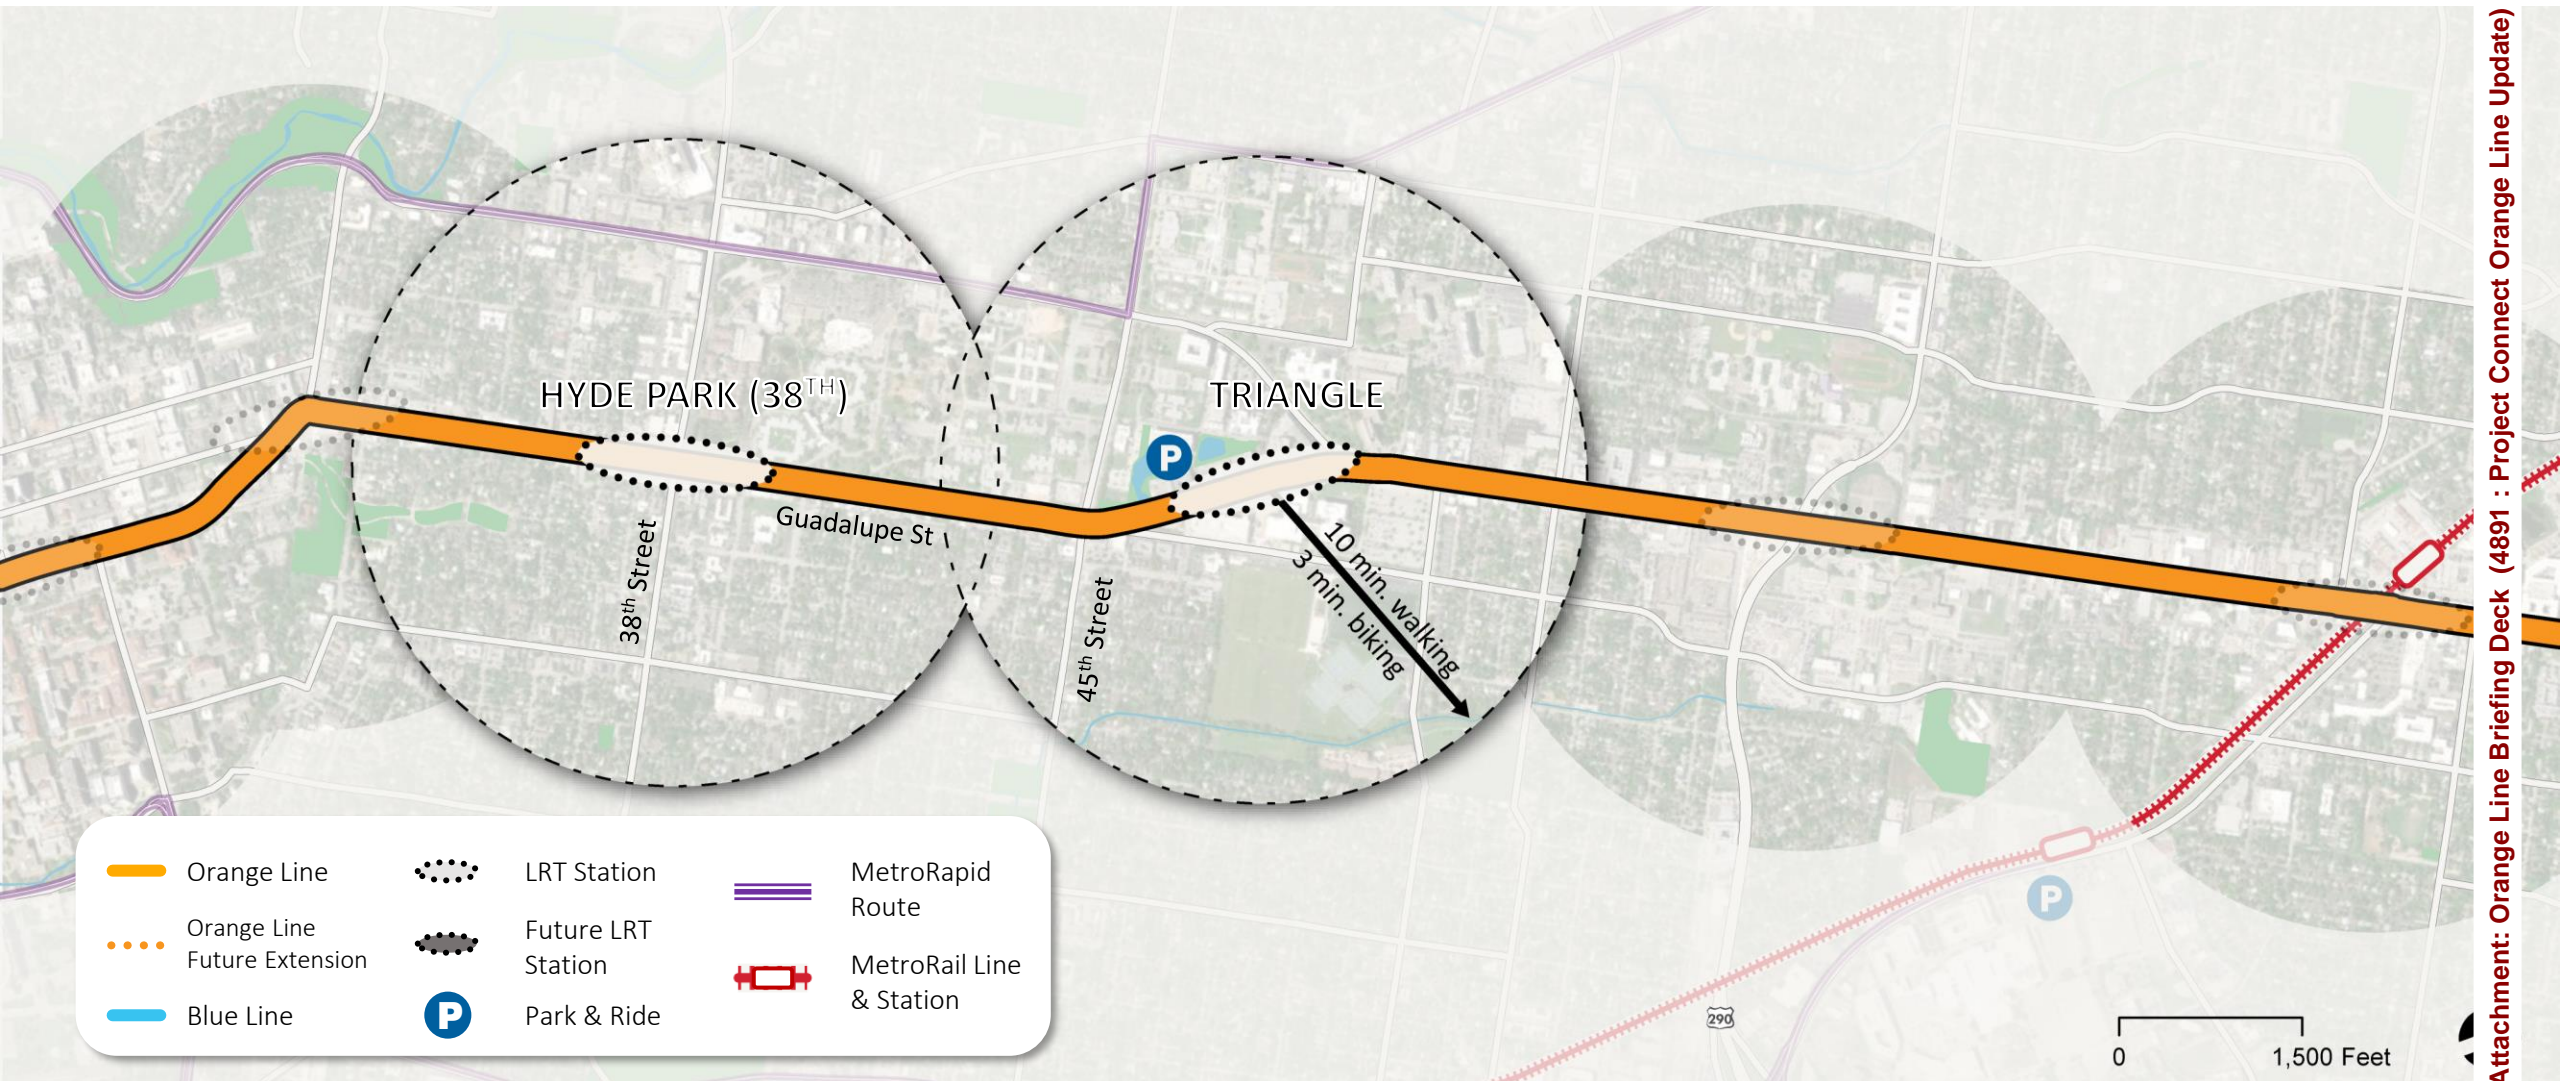 HYDE PARK (38TH)
TRIANGLE
P
Guadalupe St
38th Street
45th Street
10 min. walking
3 min. biking
P
290
0
1,500 Feet
Orange Line
Orange Line
Future Extension
Blue Line
LRT Station
Future LRT
Station
P
Park & Ride
MetroRapid
Route
MetroRail Line
& Station
Attachment: Orange Line Briefing Deck (4891 : Project Connect Orange Line Update)